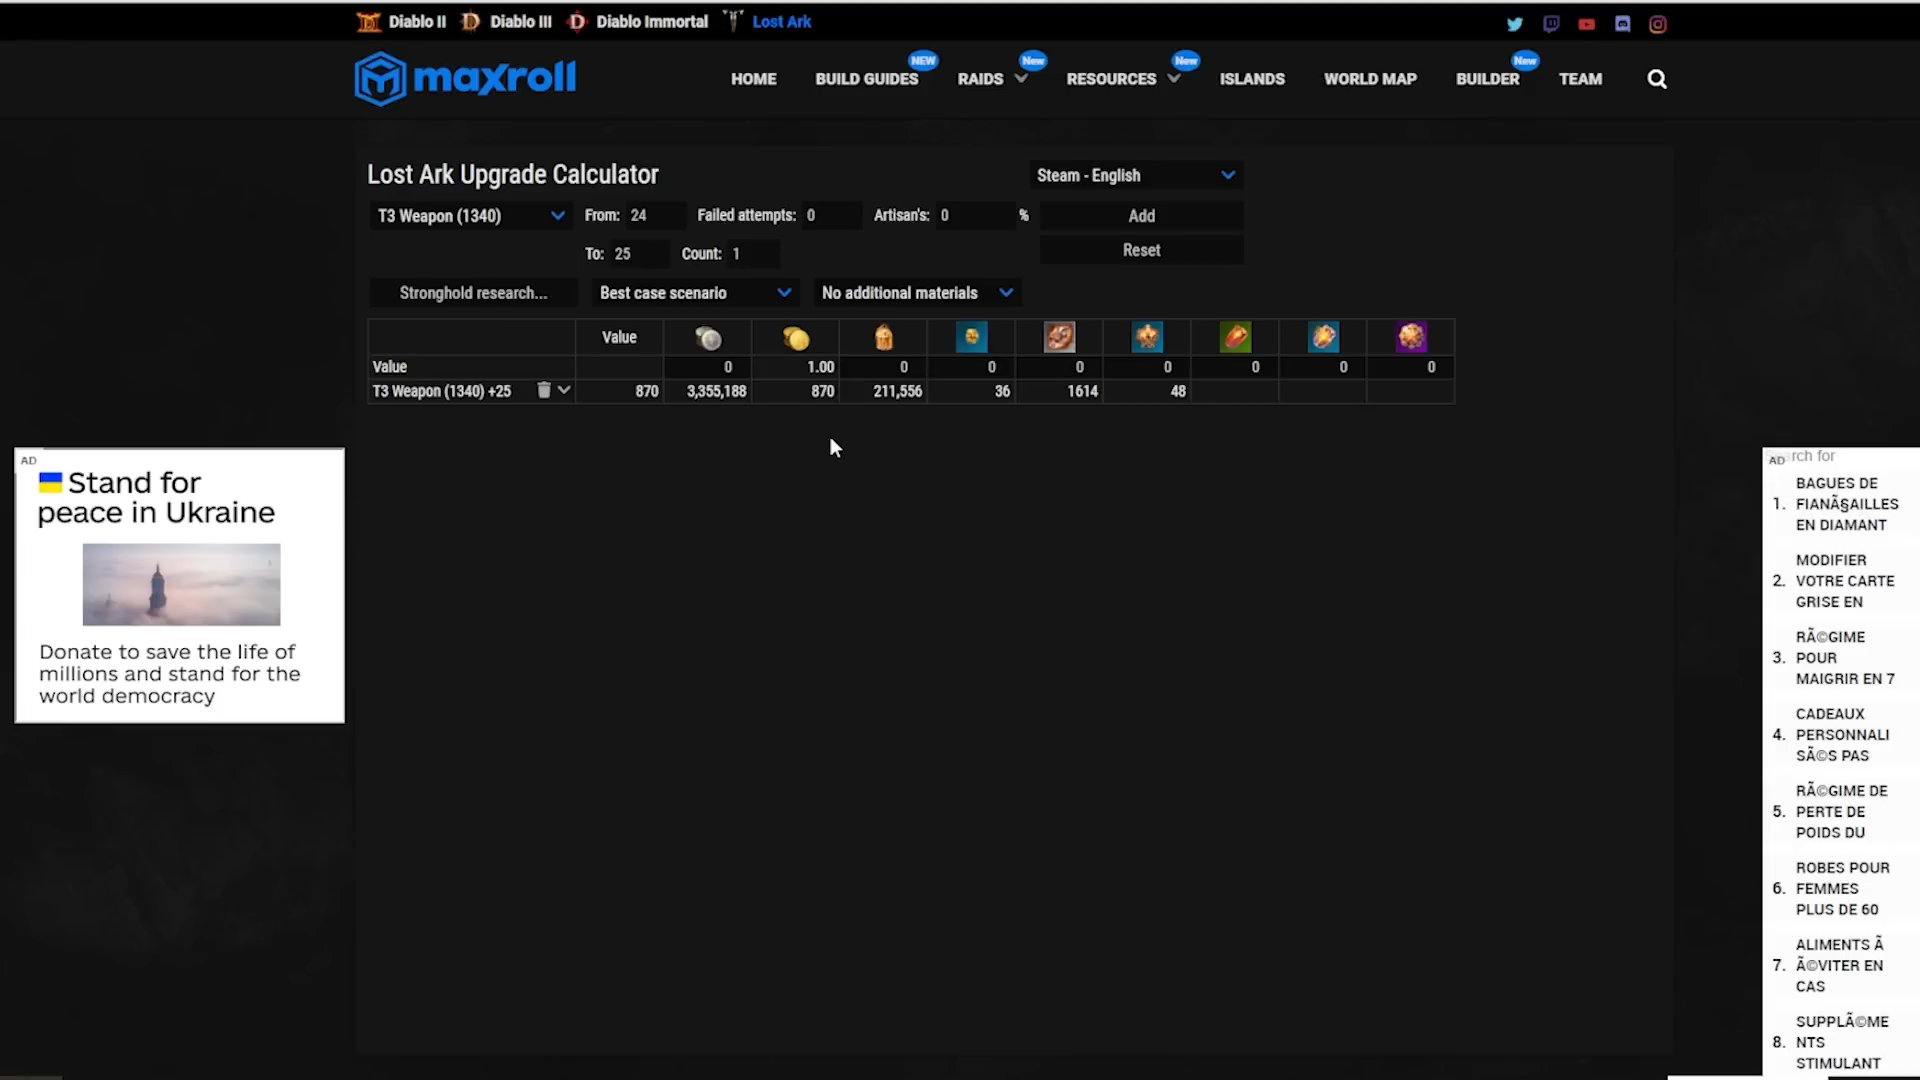 Diablo II Diablo III Diablo Immortal Lost Ark
maxroll
HOME BUILD GUIDES NEW RAIDS New RESOURCES New ISLANDS WORLD MAP BUILDER New TEAM
Lost Ark Upgrade Calculator
Steam - English
T3 Weapon (1340) From: 24 Failed attempts: 0 Artisan's: 0 % Add
To: 25 Count: 1 Reset
Stronghold research... Best case scenario No additional materials
Value
Value 0 1.00 0 0 0 0 0 0 0
T3 Weapon (1340) +25 870 3,355,188 870 211,556 36 1614 48
AD
Stand for
peace in Ukraine
Donate to save the life of
millions and stand for the
world democracy
AD rch for
BAGUES DE
1. FIANÃ§AILLES
EN DIAMANT
MODIFIER
2. VOTRE CARTE
GRISE EN
RÃ©GIME
3. POUR
MAIGRIR EN 7
CADEAUX
4. PERSONNALI
SÃ©S PAS
RÃ©GIME DE
5. PERTE DE
POIDS DU
ROBES POUR
6. FEMMES
PLUS DE 60
ALIMENTS Ã
7. Ã©VITER EN
CAS
SUPPLÃ©ME
8. NTS
STIMULANT